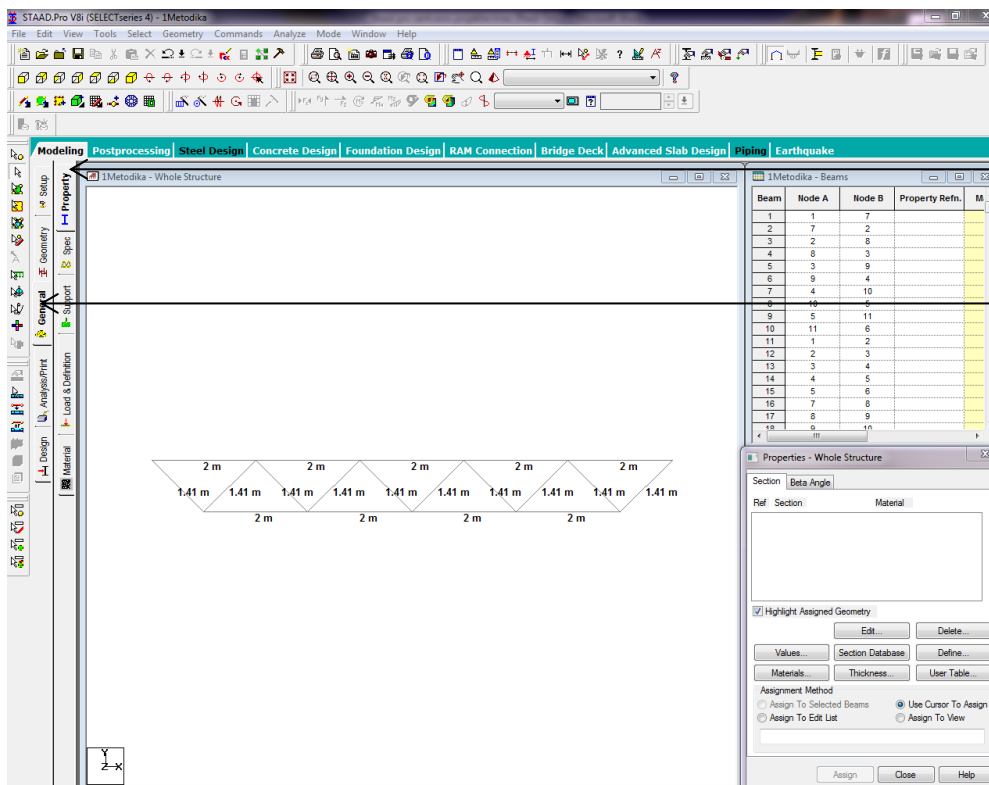 STAAD.Pro V8i (SELECTseries 4) - 1Metodika
File Edit View Tools Select Geometry Commands Analyze Mode Window Help
Modeling Postprocessing Steel Design Concrete Design Foundation Design RAM Connection Bridge Deck Advanced Slab Design Piping Earthquake
Setup
Geometry
General
Analysis/Print
Design
Property
Spec
Support
Load & Definition
Material
1Metodika - Whole Structure
2 m 2 m 2 m 2 m 2 m
1.41 m 1.41 m 1.41 m 1.41 m 1.41 m 1.41 m 1.41 m 1.41 m 1.41 m 1.41 m
2 m 2 m 2 m 2 m
Y
Z X
1Metodika - Beams
Beam Node A Node B Property Refn. M
1 1 7
2 7 2
3 2 8
4 8 3
5 3 9
6 9 4
7 4 10
8 10 5
9 5 11
10 11 6
11 1 2
12 2 3
13 3 4
14 4 5
15 5 6
16 7 8
17 8 9
18 9 10
Properties - Whole Structure
Section Beta Angle
Ref Section Material
Highlight Assigned Geometry
Edit... Delete...
Values... Section Database Define...
Materials... Thickness... User Table...
Assignment Method
Assign To Selected Beams Use Cursor To Assign
Assign To Edit List Assign To View
Assign Close Help